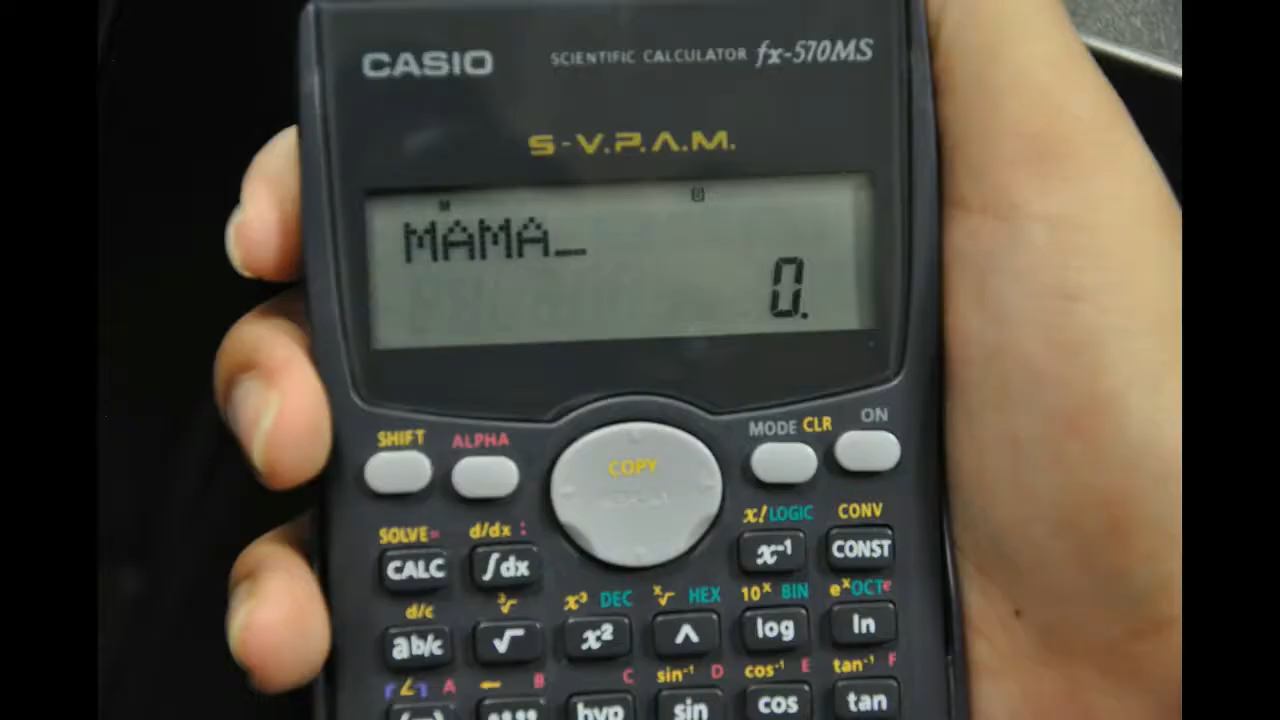 CASIO SCIENTIFIC CALCULATOR fx-570MS
S-V.P.A.M.
M D
MAMA_
0.
SHIFT ALPHA COPY MODE CLR ON
SOLVE = d/dx : x! LOGIC CONV
CALC ∫dx x⁻¹ CONST
d/c ³√ x³ DEC ˣ√ HEX 10ˣ BIN eˣ OCT e
ab/c √ x² ^ log ln
∠ A ← B C sin⁻¹ D cos⁻¹ E tan⁻¹ F
(−) hyp sin cos tan